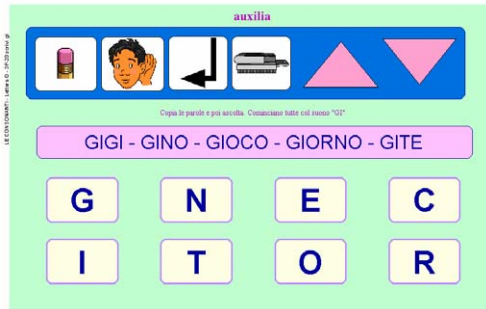 auxilia
Copia le parole e poi ascolta. Cominciano tutte col suono "GI"
GIGI - GINO - GIOCO - GIORNO - GITE
G N E C
I T O R